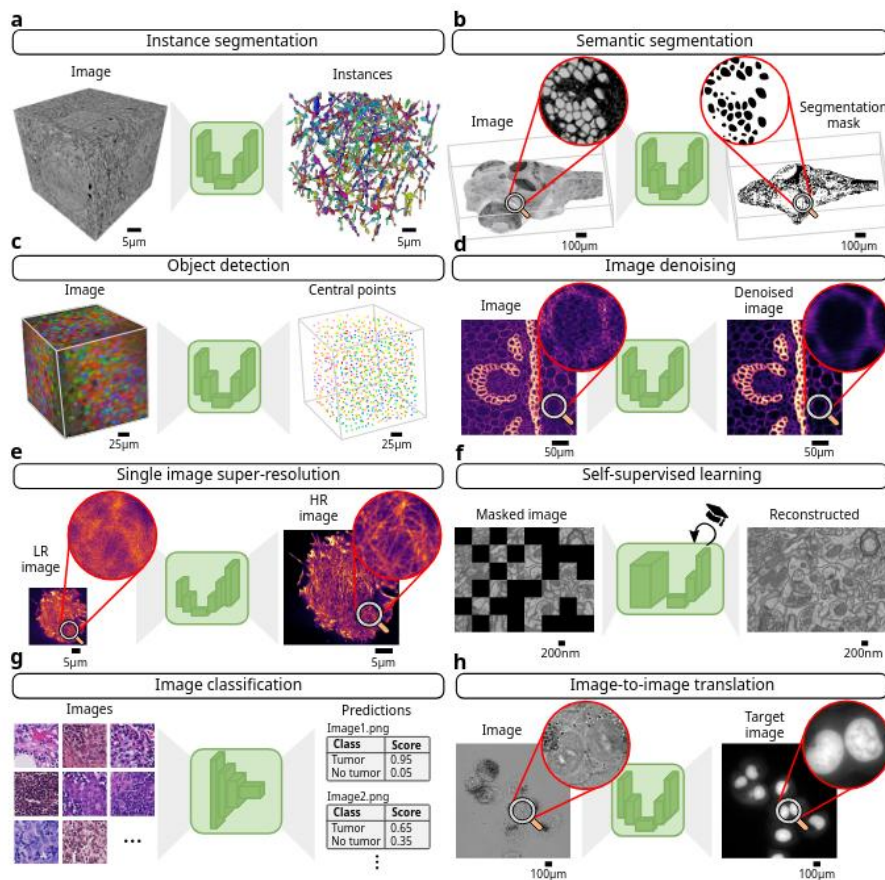 a
Instance segmentation
Image
Instances
5µm
5µm
b
Semantic segmentation
Image
Segmentation
mask
100µm
100µm
c
Object detection
Image
Central points
25µm
25µm
d
Image denoising
Image
Denoised
image
50µm
50µm
e
Single image super-resolution
LR
image
HR
image
5µm
5µm
f
Self-supervised learning
Masked image
Reconstructed
200nm
200nm
g
Image classification
Images
Predictions
Image1.png
Class Score
Tumor 0.95
No tumor 0.05
Image2.png
Class Score
Tumor 0.65
No tumor 0.35
h
Image-to-image translation
Image
Target
image
100µm
100µm